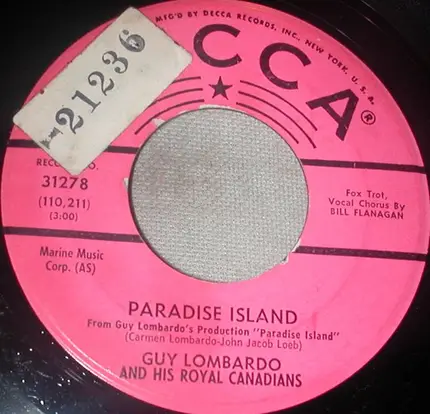 MFG'D BY DECCA RECORDS, INC., NEW YORK, U.S.A.
CCA®
21236
31278
(110,211)
(3:00)
Fox Trot,
Vocal Chorus By
BILL FLANAGAN
Marine Music
Corp. (AS)
PARADISE ISLAND
From Guy Lombardo's Production "Paradise Island"
(Carmen Lombardo-John Jacob Loeb)
GUY LOMBARDO
AND HIS ROYAL CANADIANS